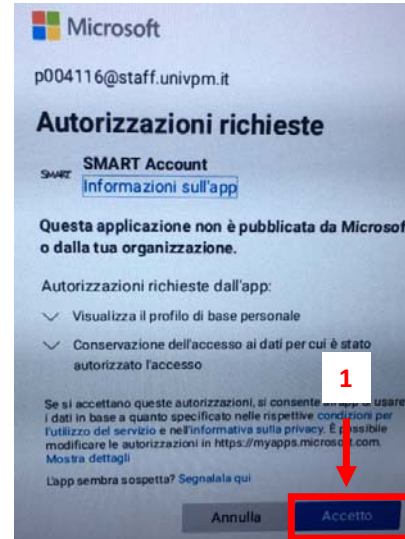 Microsoft
p004116@staff.univpm.it
Autorizzazioni richieste
SMART
SMART Account
Informazioni sull'app
Questa applicazione non è pubblicata da Microsof
o dalla tua organizzazione.
Autorizzazioni richieste dall'app:
Visualizza il profilo di base personale
Conservazione dell'accesso ai dati per cui è stato
autorizzato l'accesso
1
Se si accettano queste autorizzazioni, si consente all'app di usare
i dati in base a quanto specificato nelle rispettive condizioni per
l'utilizzo del servizio e nell'informativa sulla privacy. È possibile
modificare le autorizzazioni in https://myapps.microsoft.com.
Mostra dettagli
L'app sembra sospetta? Segnalala qui
Annulla
Accetto